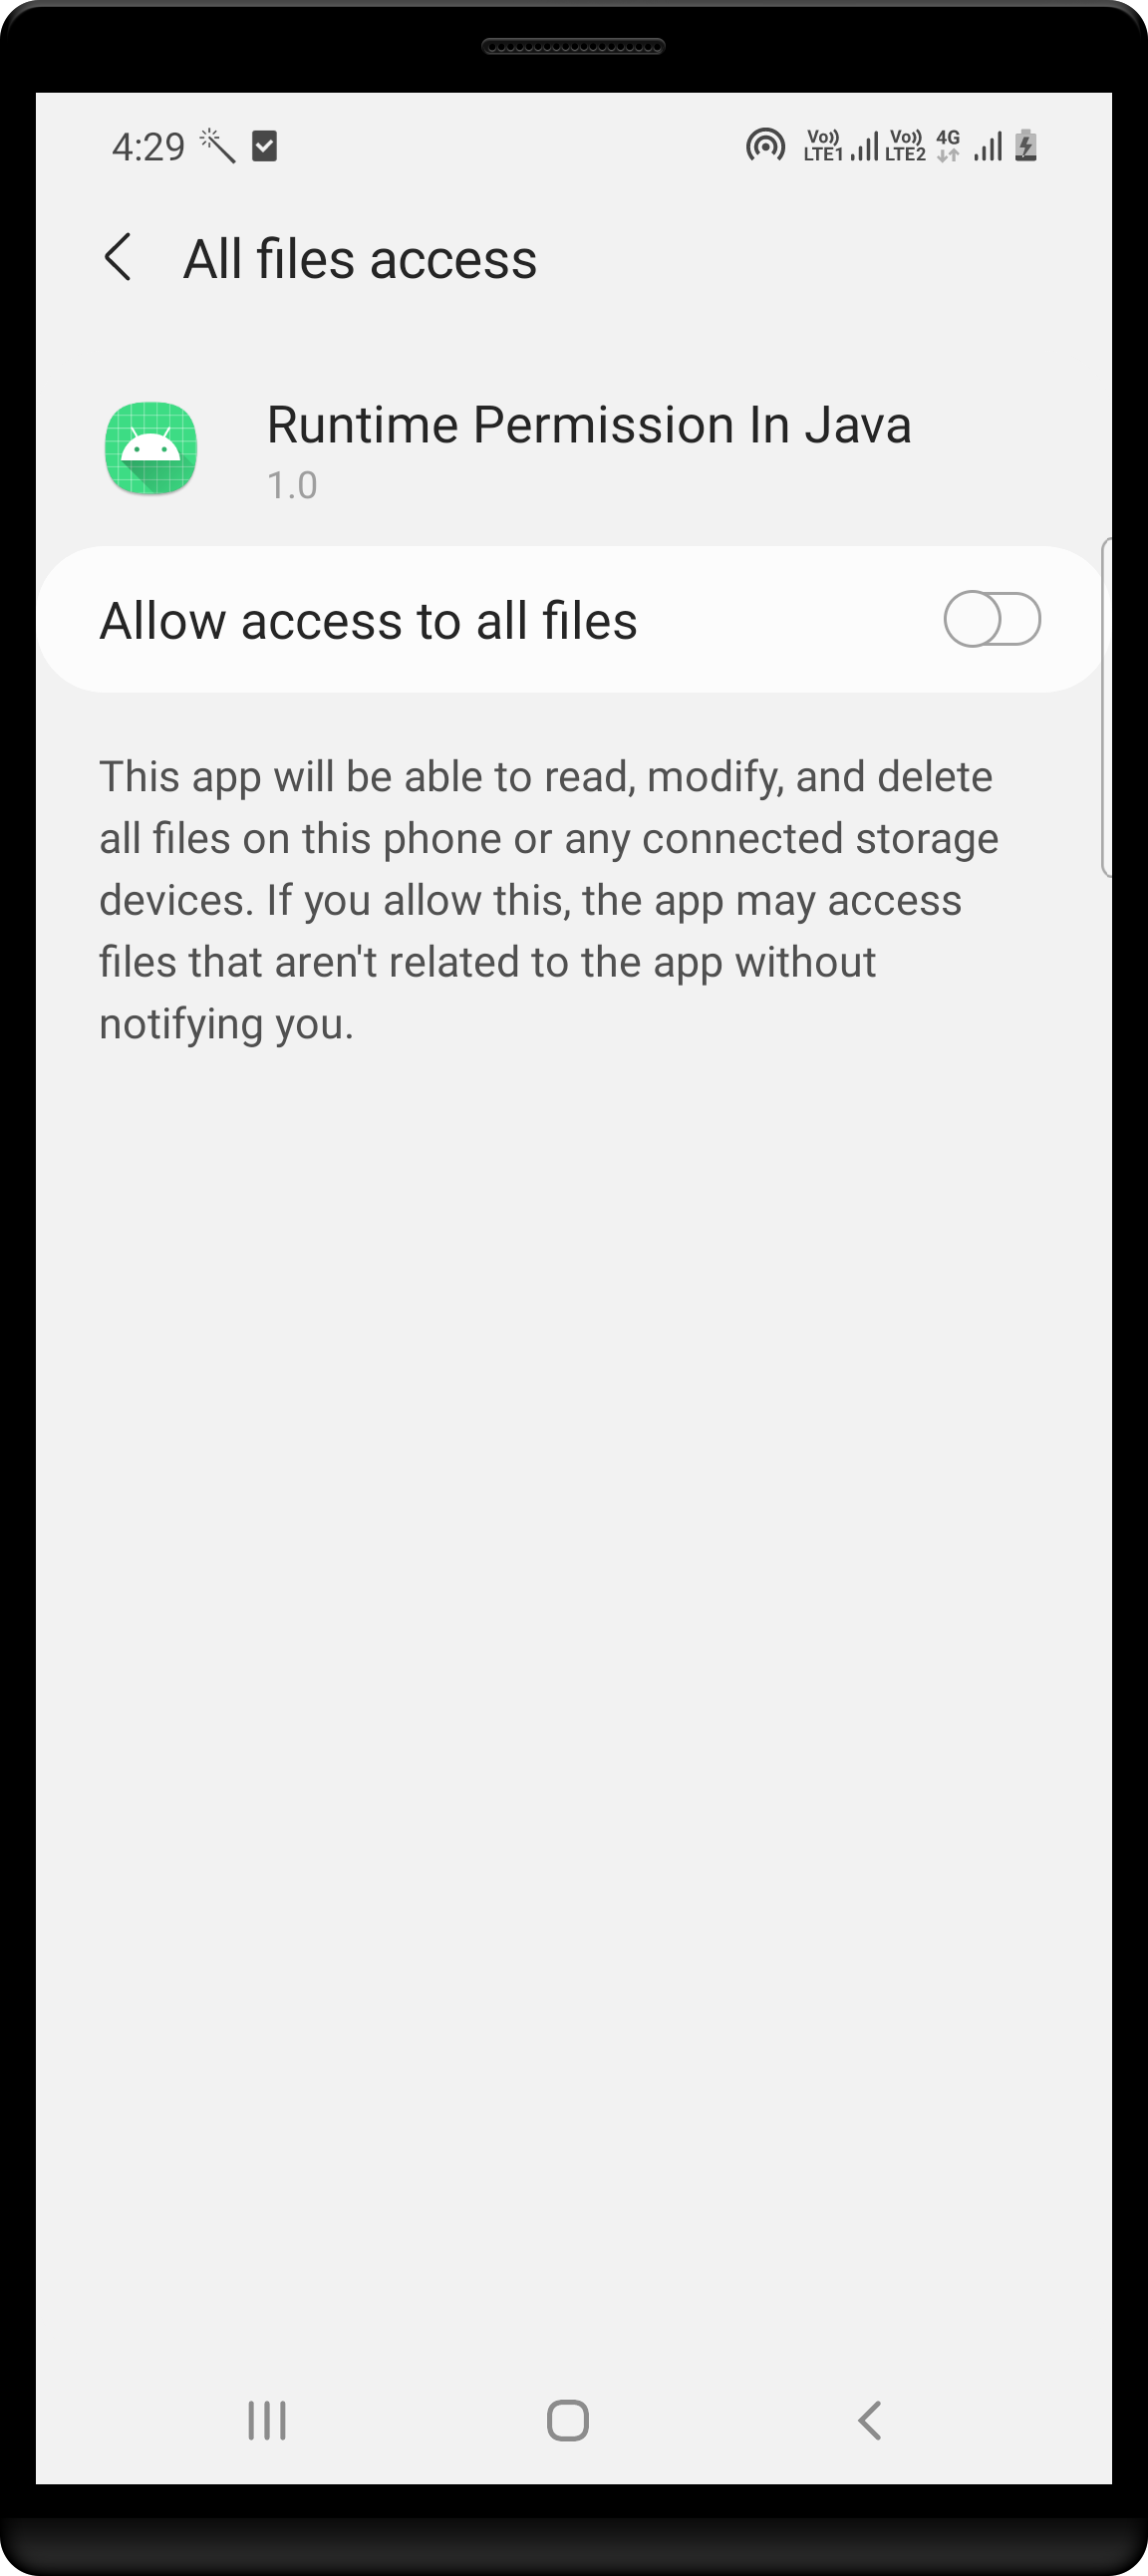 4:29 Vo)) LTE1 Vo)) LTE2 4G
All files access
Runtime Permission In Java
1.0
Allow access to all files
This app will be able to read, modify, and delete
all files on this phone or any connected storage
devices. If you allow this, the app may access
files that aren't related to the app without
notifying you.